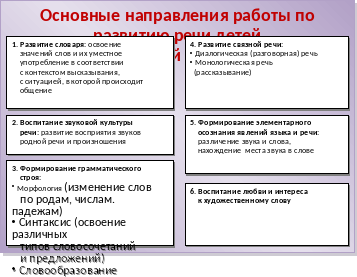 Основные направления работы по
развитию речи детей
1. Развитие словаря: освоение
значений слов и их уместное
употребление в соответствии
с контекстом высказывания,
с ситуацией, в которой происходит
общение
2. Воспитание звуковой культуры
речи: развитие восприятия звуков
родной речи и произношения
3. Формирование грамматического
строя:
• Морфология (изменение слов
по родам, числам.
падежам)
• Синтаксис (освоение
различных
типов словосочетаний
и предложений)
• Словообразование
4. Развитие связной речи:
• Диалогическая (разговорная) речь
• Монологическая речь
(рассказывание)
5. Формирование элементарного
осознания явлений языка и речи:
различение звука и слова,
нахождение места звука в слове
6. Воспитание любви и интереса
к художественному слову